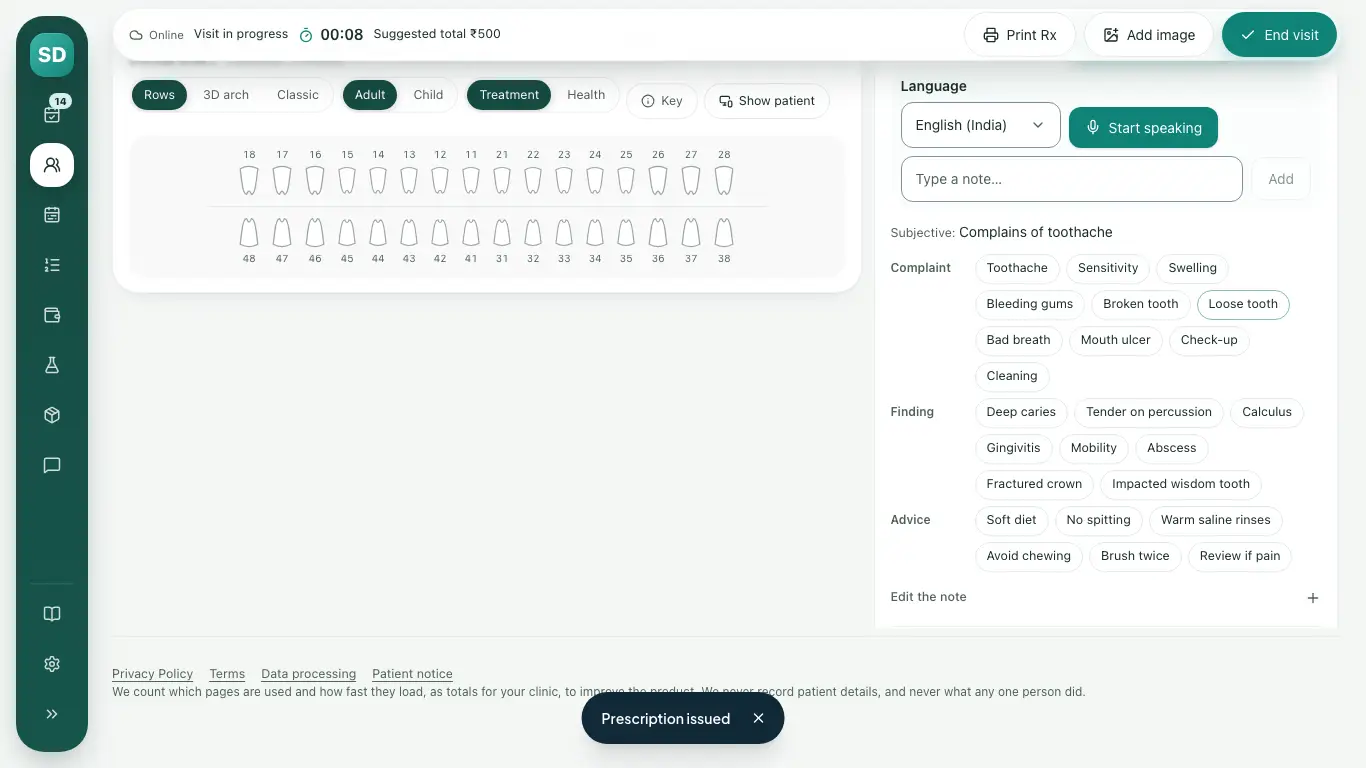 SD
14
Online Visit in progress 00:08 Suggested total ₹500
Print Rx
Add image
End visit
Rows 3D arch Classic Adult Child Treatment Health Key Show patient
18 17 16 15 14 13 12 11 21 22 23 24 25 26 27 28
48 47 46 45 44 43 42 41 31 32 33 34 35 36 37 38
Language
English (India) Start speaking
Type a note... Add
Subjective: Complains of toothache
Complaint Toothache Sensitivity Swelling
Bleeding gums Broken tooth Loose tooth
Bad breath Mouth ulcer Check-up
Cleaning
Finding Deep caries Tender on percussion Calculus
Gingivitis Mobility Abscess
Fractured crown Impacted wisdom tooth
Advice Soft diet No spitting Warm saline rinses
Avoid chewing Brush twice Review if pain
Edit the note
Privacy Policy Terms Data processing Patient notice
We count which pages are used and how fast they load, as totals for your clinic, to improve the product. We never record patient details, and never what any one person did.
Prescription issued